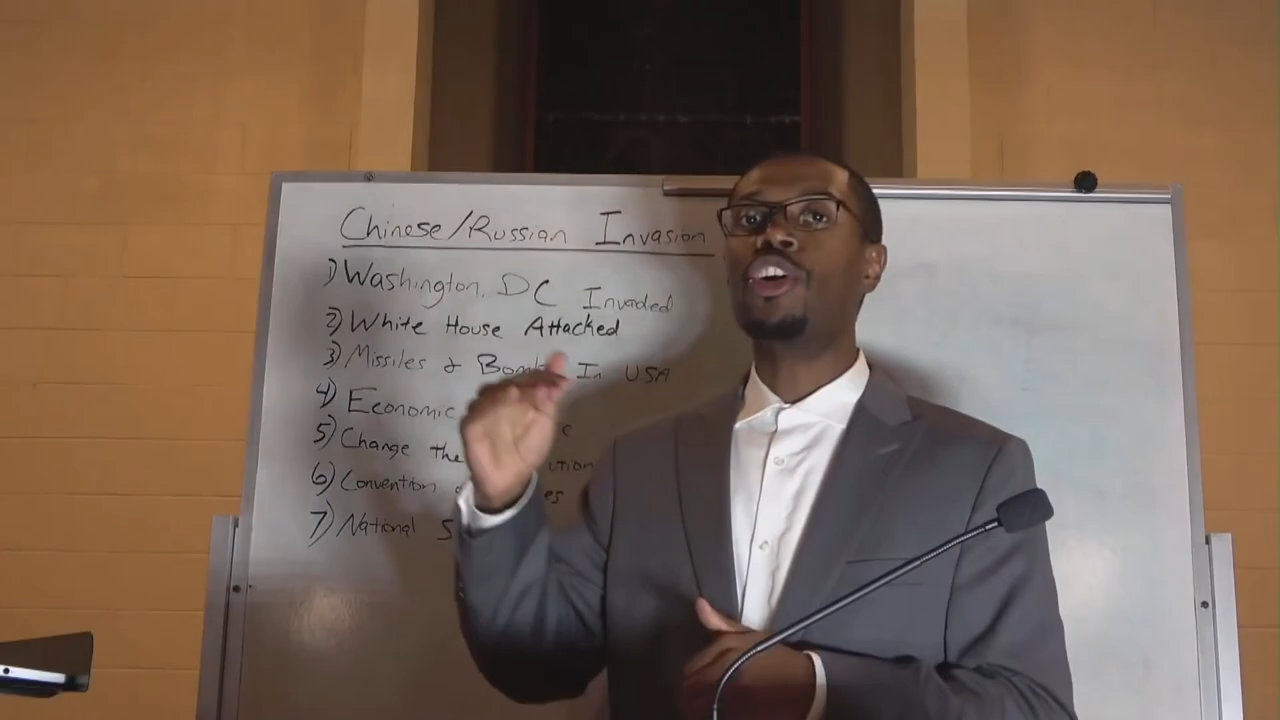 Chinese/Russian Invasion
1) Washington, DC Invaded
2) White House Attacked
3) Missiles & In USA
4) Economic
5) Change the
6) Convention
7) National